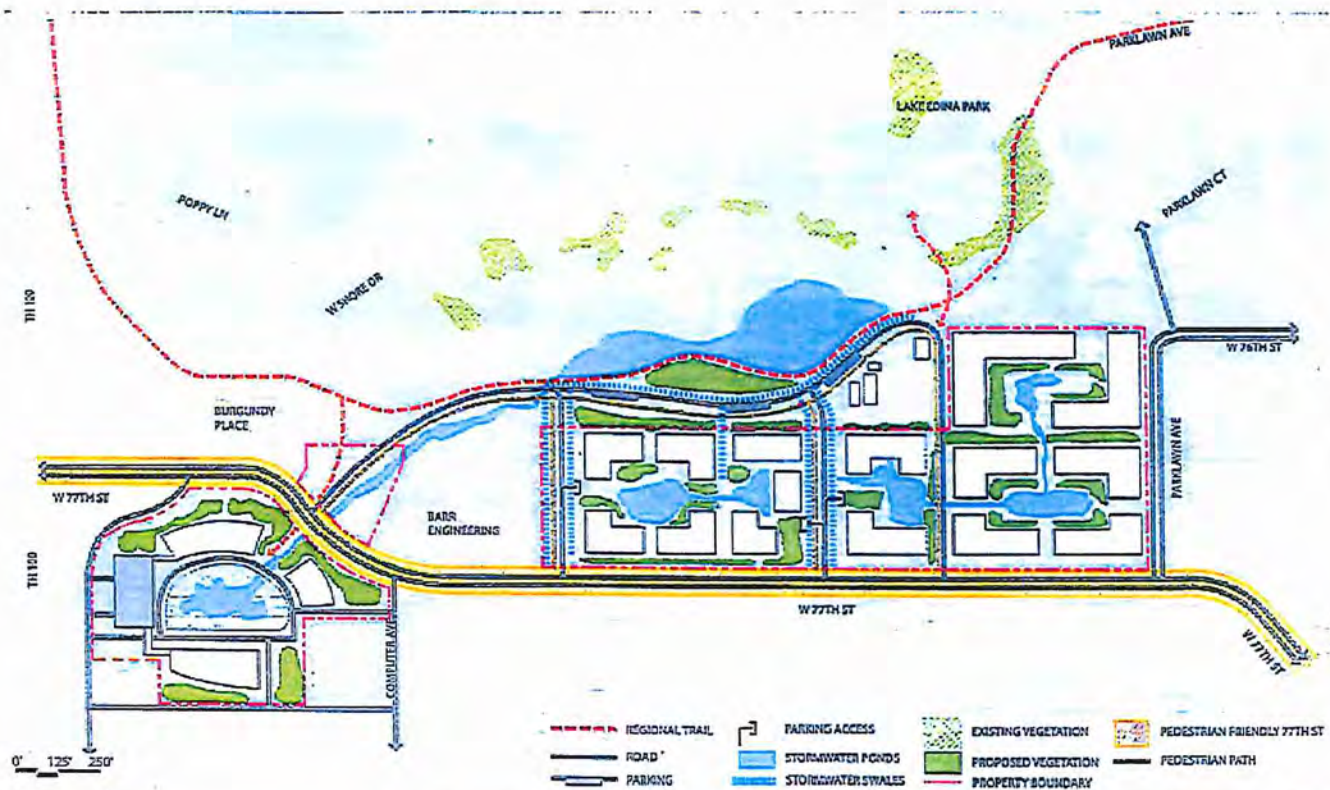 PARKLAWN AVE
LAKE EDINA PARK
POPPY LN
PARKLAWN CT
W SHORE DR
TH 100
W 76TH ST
BURGUNDY
PLACE
PARKLAWN AVE
W 77TH ST
BARR
ENGINEERING
TH 100
W 77TH ST
W 77TH ST
COMPUTER AVE
REGIONAL TRAIL
ROAD
PARKING
PARKING ACCESS
STORMWATER PONDS
STORMWATER SWALES
EXISTING VEGETATION
PROPOSED VEGETATION
PROPERTY BOUNDARY
PEDESTRIAN FRIENDLY 77TH ST
PEDESTRIAN PATH
0' 125' 250'